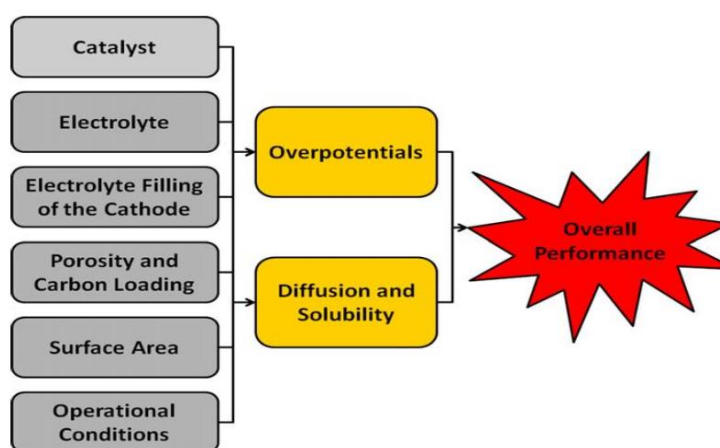 Catalyst
Electrolyte
Electrolyte Filling
of the Cathode
Porosity and
Carbon Loading
Surface Area
Operational
Conditions
Overpotentials
Diffusion and
Solubility
Overall
Performance